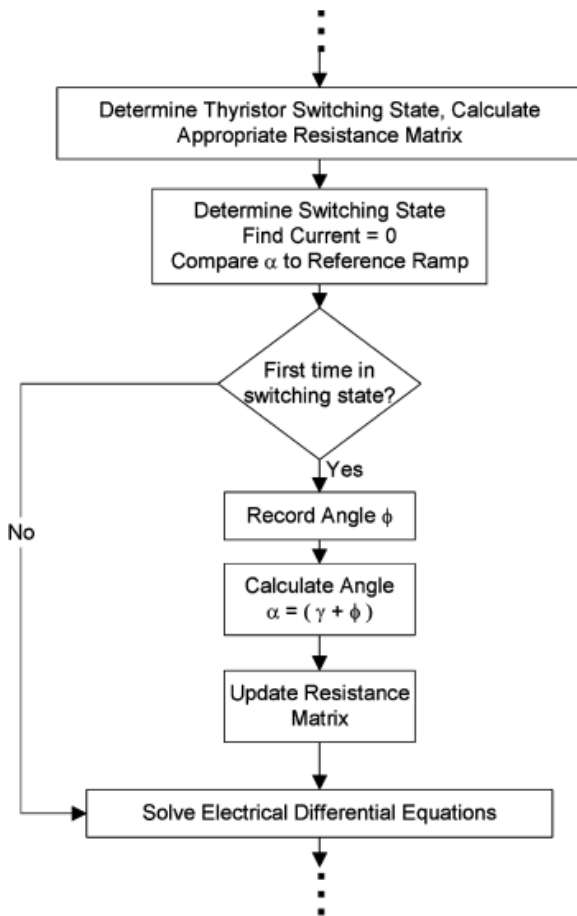 Determine Thyristor Switching State, Calculate
Appropriate Resistance Matrix
Determine Switching State
Find Current = 0
Compare α to Reference Ramp
First time in
switching state?
Yes
No
Record Angle ϕ
Calculate Angle
α = ( γ + ϕ )
Update Resistance
Matrix
Solve Electrical Differential Equations